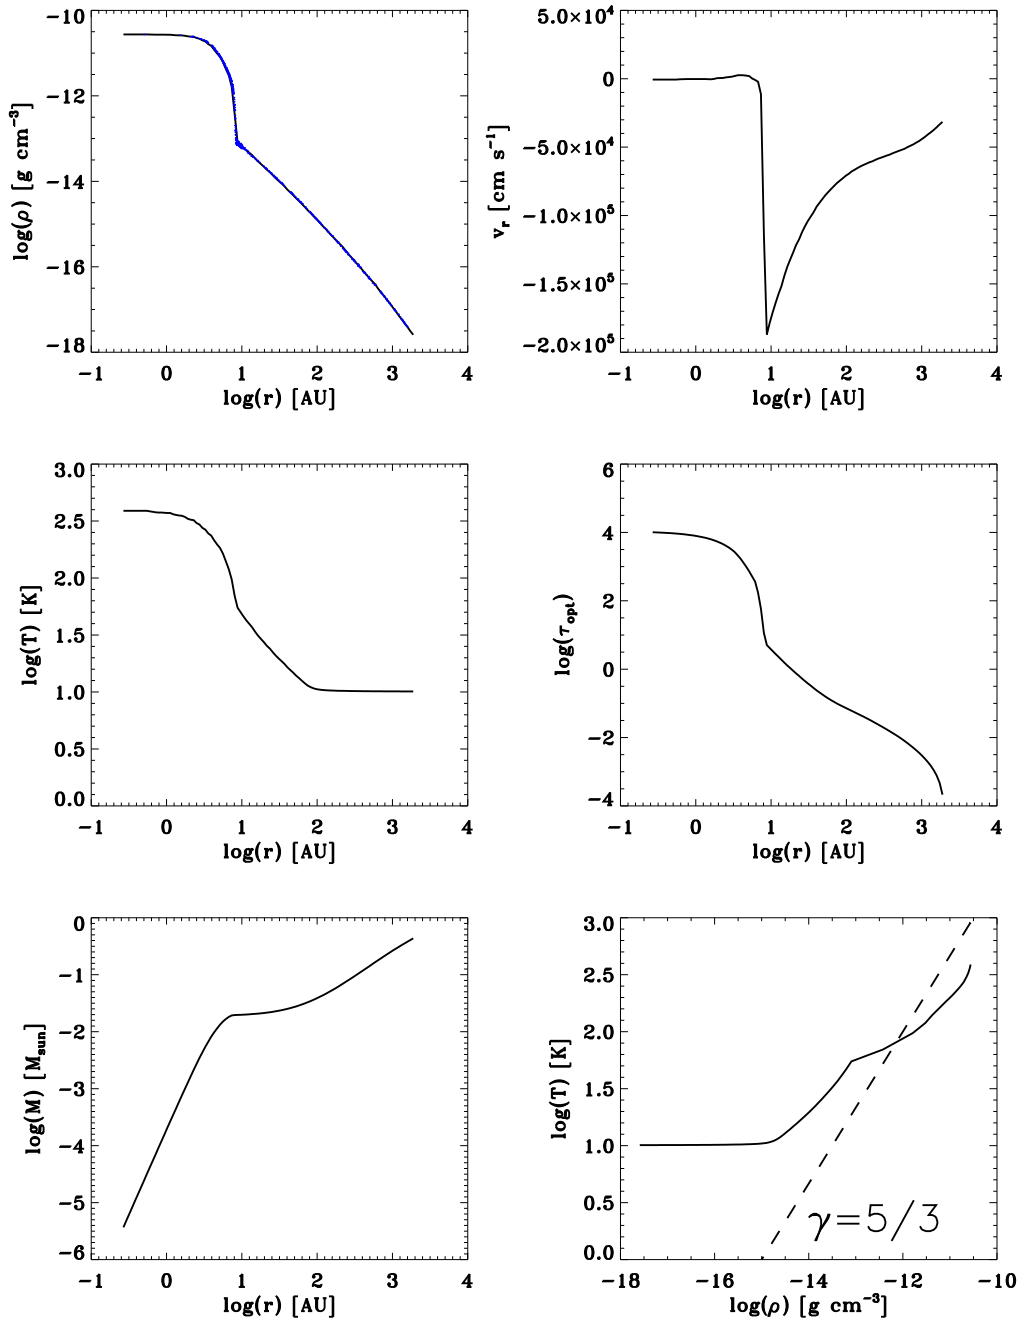 −10
−12
−14
−16
−18
log(ρ) [g cm⁻³]
−1 0 1 2 3 4
log(r) [AU]
5.0×10⁴
0
−5.0×10⁴
−1.0×10⁵
−1.5×10⁵
−2.0×10⁵
vᵣ [cm s⁻¹]
−1 0 1 2 3 4
log(r) [AU]
3.0
2.5
2.0
1.5
1.0
0.5
0.0
log(T) [K]
−1 0 1 2 3 4
log(r) [AU]
6
4
2
0
−2
−4
log(τ_opt)
−1 0 1 2 3 4
log(r) [AU]
0
−1
−2
−3
−4
−5
−6
log(M) [M_sun]
−1 0 1 2 3 4
log(r) [AU]
3.0
2.5
2.0
1.5
1.0
0.5
0.0
log(T) [K]
γ=5/3
−18 −16 −14 −12 −10
log(ρ) [g cm⁻³]